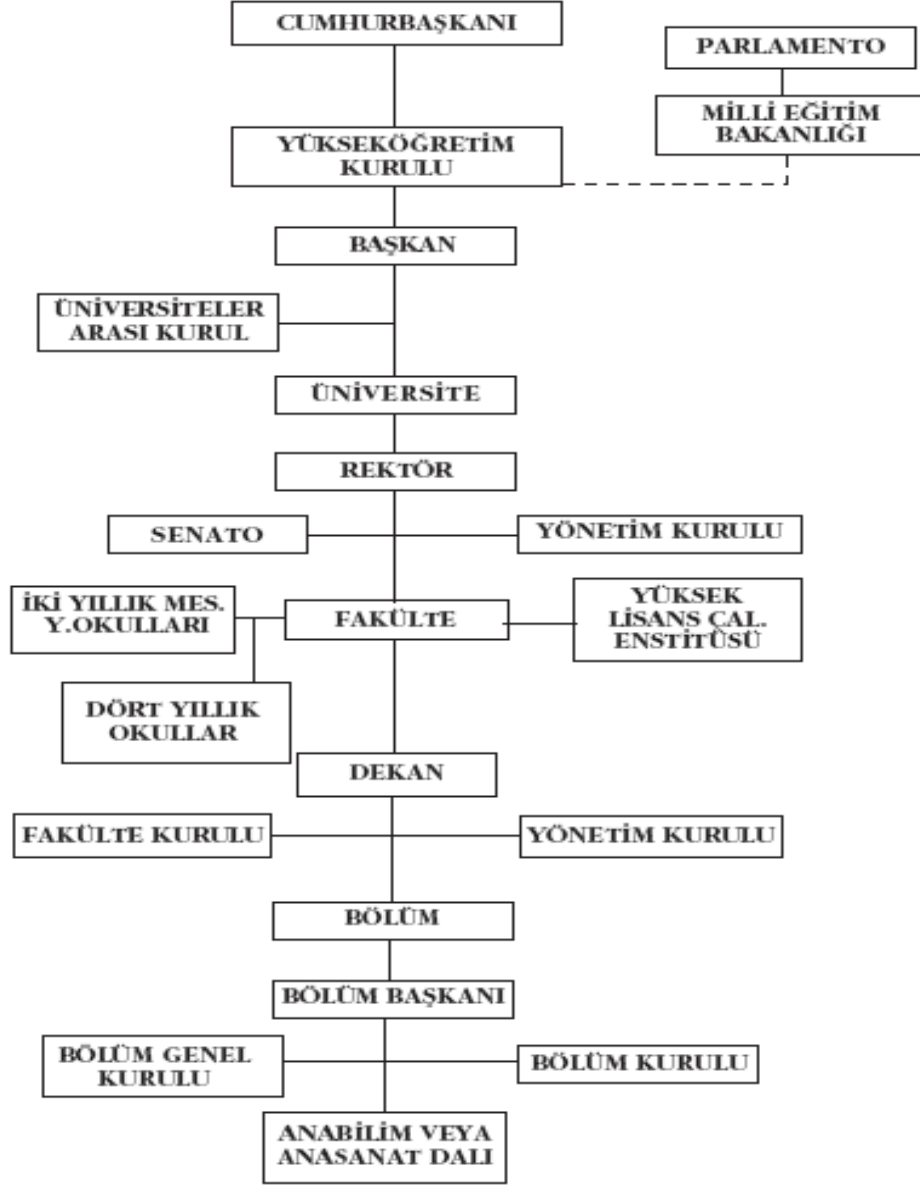 CUMHURBAŞKANI
PARLAMENTO
MİLLİ EĞİTİM
BAKANLIĞI
YÜKSEKÖĞRETİM
KURULU
BAŞKAN
ÜNİVERSİTELER
ARASI KURUL
ÜNİVERSİTE
REKTÖR
SENATO
YÖNETİM KURULU
İKİ YILLIK MES.
Y.OKULLARI
FAKÜLTE
YÜKSEK
LİSANS ÇAL.
ENSTİTÜSÜ
DÖRT YILLIK
OKULLAR
DEKAN
FAKÜLTE KURULU
YÖNETİM KURULU
BÖLÜM
BÖLÜM BAŞKANI
BÖLÜM GENEL
KURULU
BÖLÜM KURULU
ANABİLİM VEYA
ANASANAT DALI